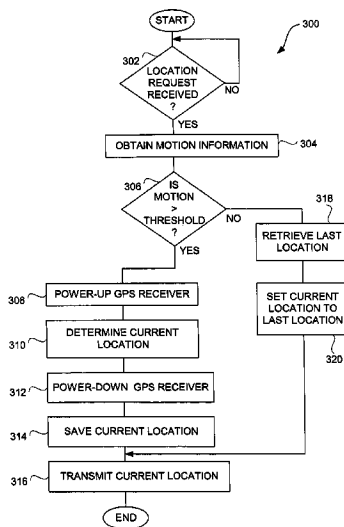 START
300
302
LOCATION
REQUEST
RECEIVED
?
NO
YES
OBTAIN MOTION INFORMATION
304
306
IS
MOTION
>
THRESHOLD
?
NO
YES
318
RETRIEVE LAST
LOCATION
SET CURRENT
LOCATION TO
LAST LOCATION
320
308
POWER-UP GPS RECEIVER
310
DETERMINE CURRENT
LOCATION
312
POWER-DOWN GPS RECEIVER
314
SAVE CURRENT LOCATION
316
TRANSMIT CURRENT LOCATION
END